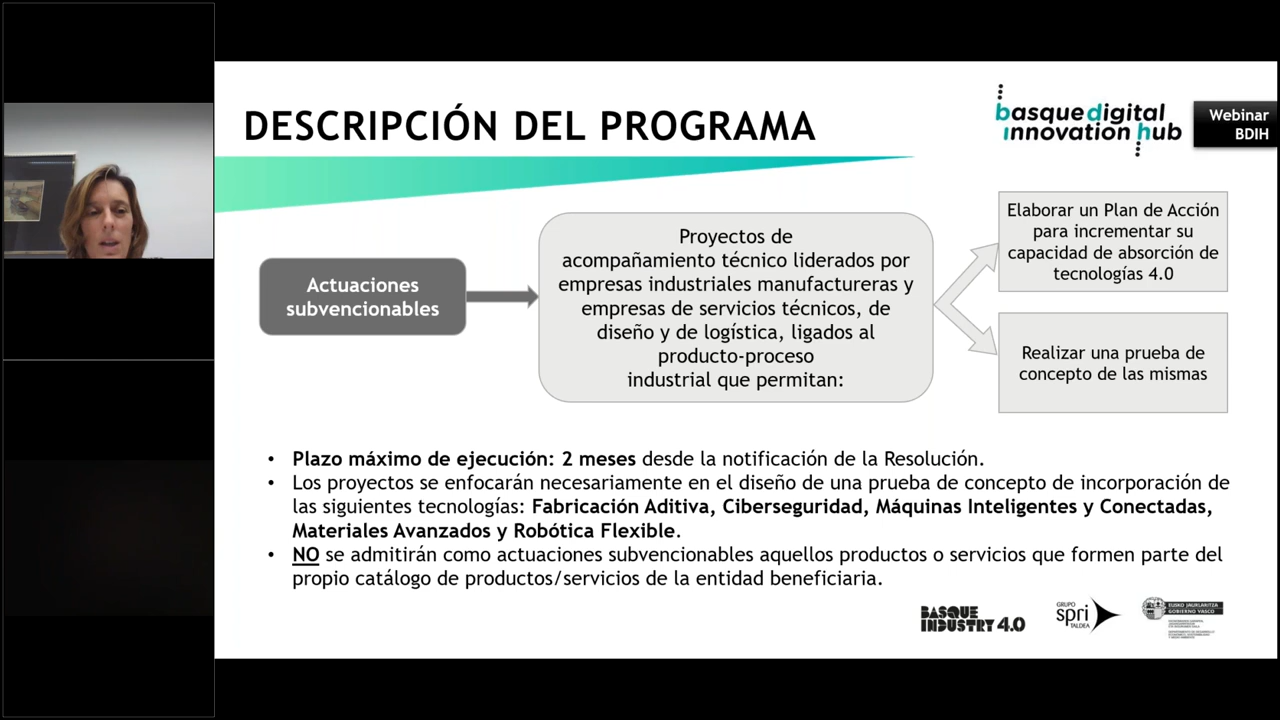 DESCRIPCIÓN DEL PROGRAMA
basque digital
innovation hub
Webinar
BDIH
Actuaciones
subvencionables
Proyectos de
acompañamiento técnico liderados por
empresas industriales manufactureras y
empresas de servicios técnicos, de
diseño y de logística, ligados al
producto-proceso
industrial que permitan:
Elaborar un Plan de Acción
para incrementar su
capacidad de absorción de
tecnologías 4.0
Realizar una prueba de
concepto de las mismas
• Plazo máximo de ejecución: 2 meses desde la notificación de la Resolución.
• Los proyectos se enfocarán necesariamente en el diseño de una prueba de concepto de incorporación de
las siguientes tecnologías: Fabricación Aditiva, Ciberseguridad, Máquinas Inteligentes y Conectadas,
Materiales Avanzados y Robótica Flexible.
• NO se admitirán como actuaciones subvencionables aquellos productos o servicios que formen parte del
propio catálogo de productos/servicios de la entidad beneficiaria.
BASQUE
INDUSTRY 4.0
GRUPO
spri
TALDEA
EUSKO JAURLARITZA
GOBIERNO VASCO